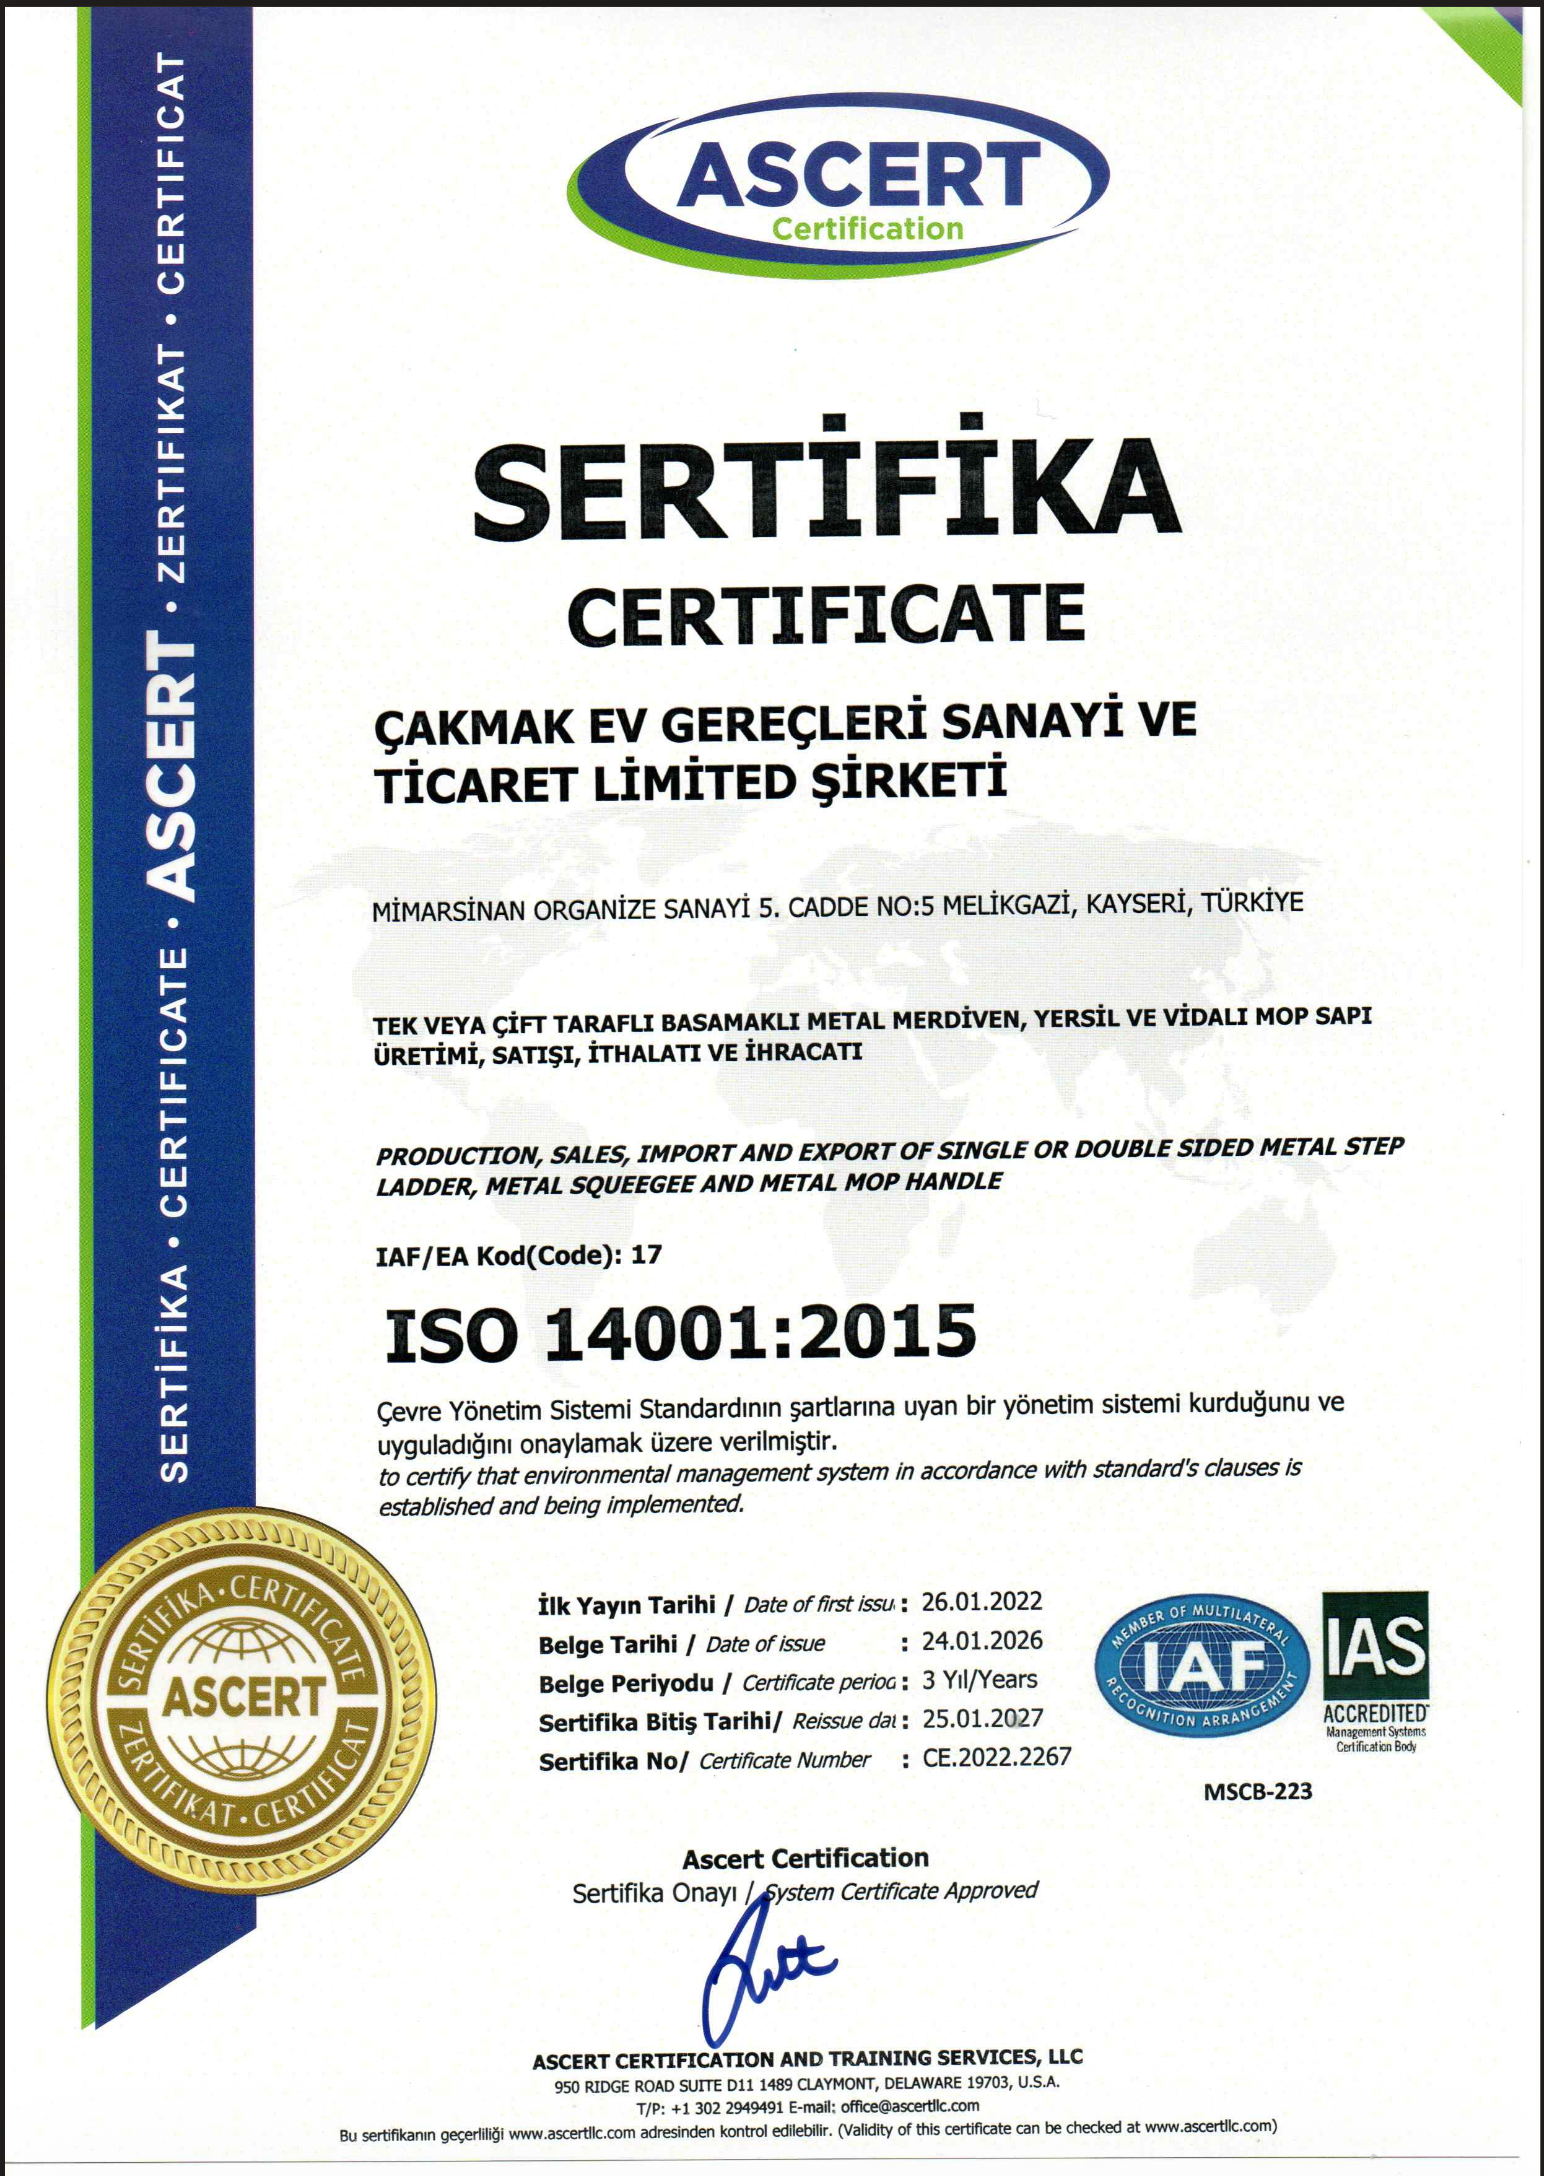 SERTİFİKA • CERTIFICATE • ASCERT • ZERTIFIKAT • CERTIFICAT
ASCERT
Certification
SERTİFİKA
CERTIFICATE
ÇAKMAK EV GEREÇLERİ SANAYİ VE
TİCARET LİMİTED ŞİRKETİ
MİMARSİNAN ORGANİZE SANAYİ 5. CADDE NO:5 MELİKGAZİ, KAYSERİ, TÜRKİYE
TEK VEYA ÇİFT TARAFLI BASAMAKLI METAL MERDİVEN, YERSİL VE VİDALI MOP SAPI
ÜRETİMİ, SATIŞI, İTHALATI VE İHRACATI
PRODUCTION, SALES, IMPORT AND EXPORT OF SINGLE OR DOUBLE SIDED METAL STEP
LADDER, METAL SQUEEGEE AND METAL MOP HANDLE
IAF/EA Kod(Code): 17
ISO 14001:2015
Çevre Yönetim Sistemi Standardının şartlarına uyan bir yönetim sistemi kurduğunu ve
uyguladığını onaylamak üzere verilmiştir.
to certify that environmental management system in accordance with standard's clauses is
established and being implemented.
İlk Yayın Tarihi / Date of first issu : 26.01.2022
Belge Tarihi / Date of issue : 24.01.2026
Belge Periyodu / Certificate period : 3 Yıl/Years
Sertifika Bitiş Tarihi/ Reissue dat : 25.01.2027
Sertifika No/ Certificate Number : CE.2022.2267
SERTİFİKA • CERTIFICATE
ASCERT
ZERTIFIKAT • CERTIFICAT
MEMBER OF MULTILATERAL
IAF
RECOGNITION ARRANGEMENT
IAS
ACCREDITED
Management Systems
Certification Body
MSCB-223
Ascert Certification
Sertifika Onayı / System Certificate Approved
ASCERT CERTIFICATION AND TRAINING SERVICES, LLC
950 RIDGE ROAD SUITE D11 1489 CLAYMONT, DELAWARE 19703, U.S.A.
T/P: +1 302 2949491 E-mail: office@ascertllc.com
Bu sertifikanın geçerliliği www.ascertllc.com adresinden kontrol edilebilir. (Validity of this certificate can be checked at www.ascertllc.com)